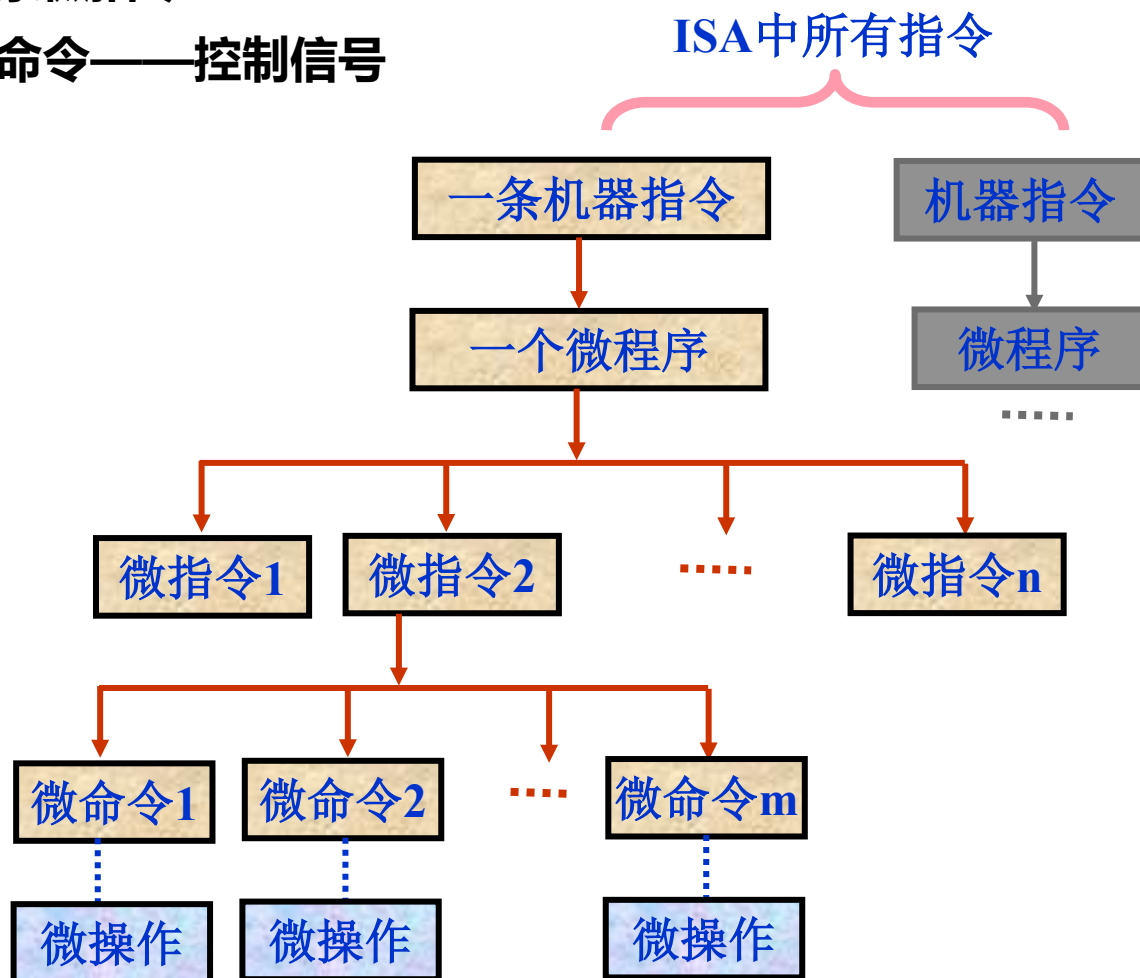 命令——控制信号
ISA中所有指令
一条机器指令
机器指令
一个微程序
微程序
......
微指令1
微指令2
......
微指令n
微命令1
微命令2
......
微命令m
微操作
微操作
微操作